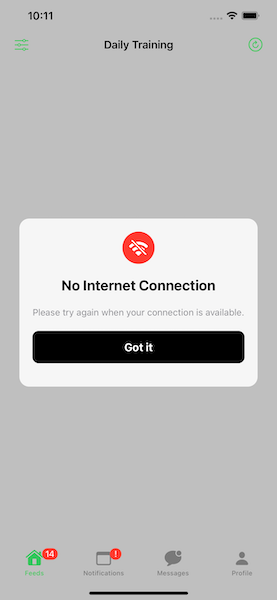 10:11
Daily Training
No Internet Connection
Please try again when your connection is available.
Got it
14
!
Feeds
Notifications
Messages
Profile